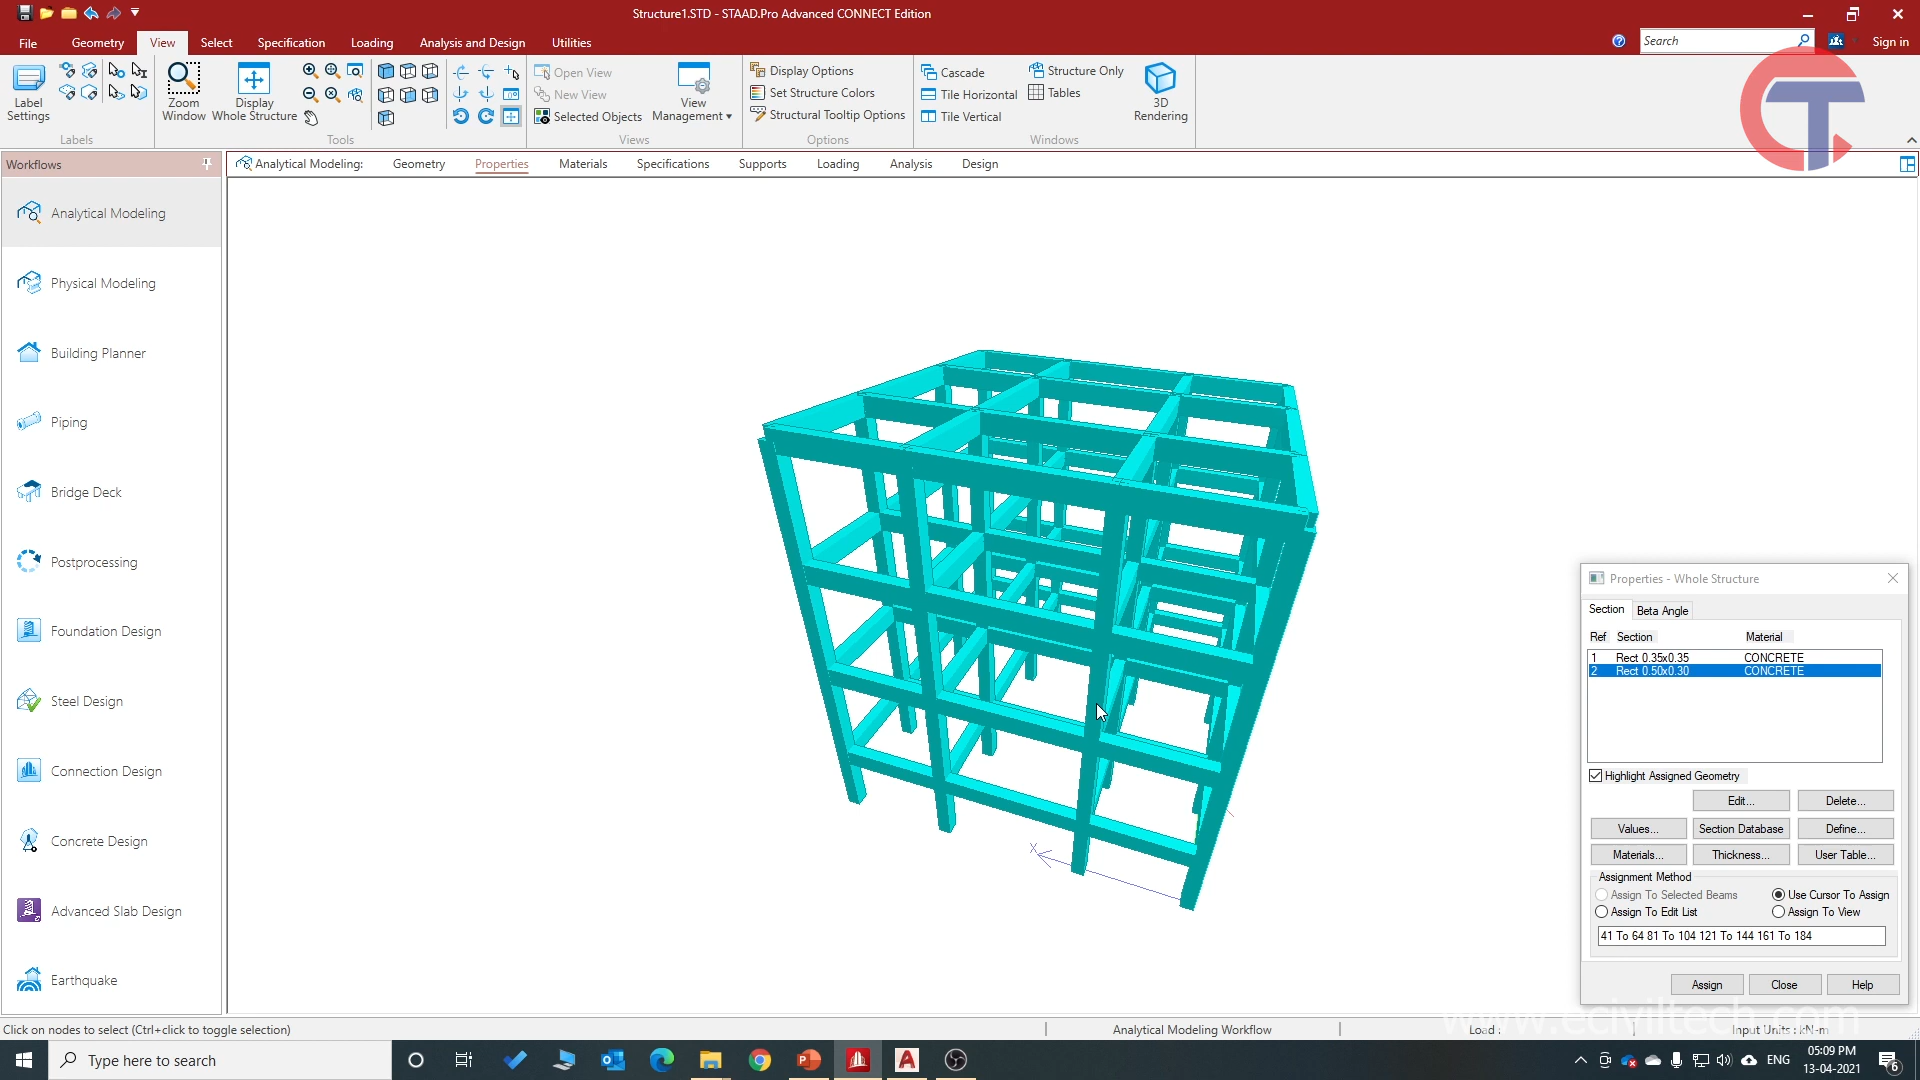 Structure1.STD - STAAD.Pro Advanced CONNECT Edition
File Geometry View Select Specification Loading Analysis and Design Utilities
Search
Sign in
Label Settings
Labels
Zoom Window
Display Whole Structure
Tools
Open View
New View
Selected Objects
View Management
Views
Display Options
Set Structure Colors
Structural Tooltip Options
Options
Cascade
Tile Horizontal
Tile Vertical
Structure Only
Tables
Windows
3D Rendering
CT
Workflows
Analytical Modeling: Geometry Properties Materials Specifications Supports Loading Analysis Design
Analytical Modeling
Physical Modeling
Building Planner
Piping
Bridge Deck
Postprocessing
Foundation Design
Steel Design
Connection Design
Concrete Design
Advanced Slab Design
Earthquake
X
Properties - Whole Structure
Section Beta Angle
Ref Section Material
1 Rect 0.35x0.35 CONCRETE
2 Rect 0.50x0.30 CONCRETE
Highlight Assigned Geometry
Edit... Delete...
Values... Section Database Define...
Materials... Thickness... User Table...
Assignment Method
Assign To Selected Beams Use Cursor To Assign
Assign To Edit List Assign To View
41 To 64 81 To 104 121 To 144 161 To 184
Assign Close Help
www.eciviltech.com
Click on nodes to select (Ctrl+click to toggle selection) Analytical Modeling Workflow Load: Input Units: kN-m
Type here to search
ENG
05:09 PM
13-04-2021
6